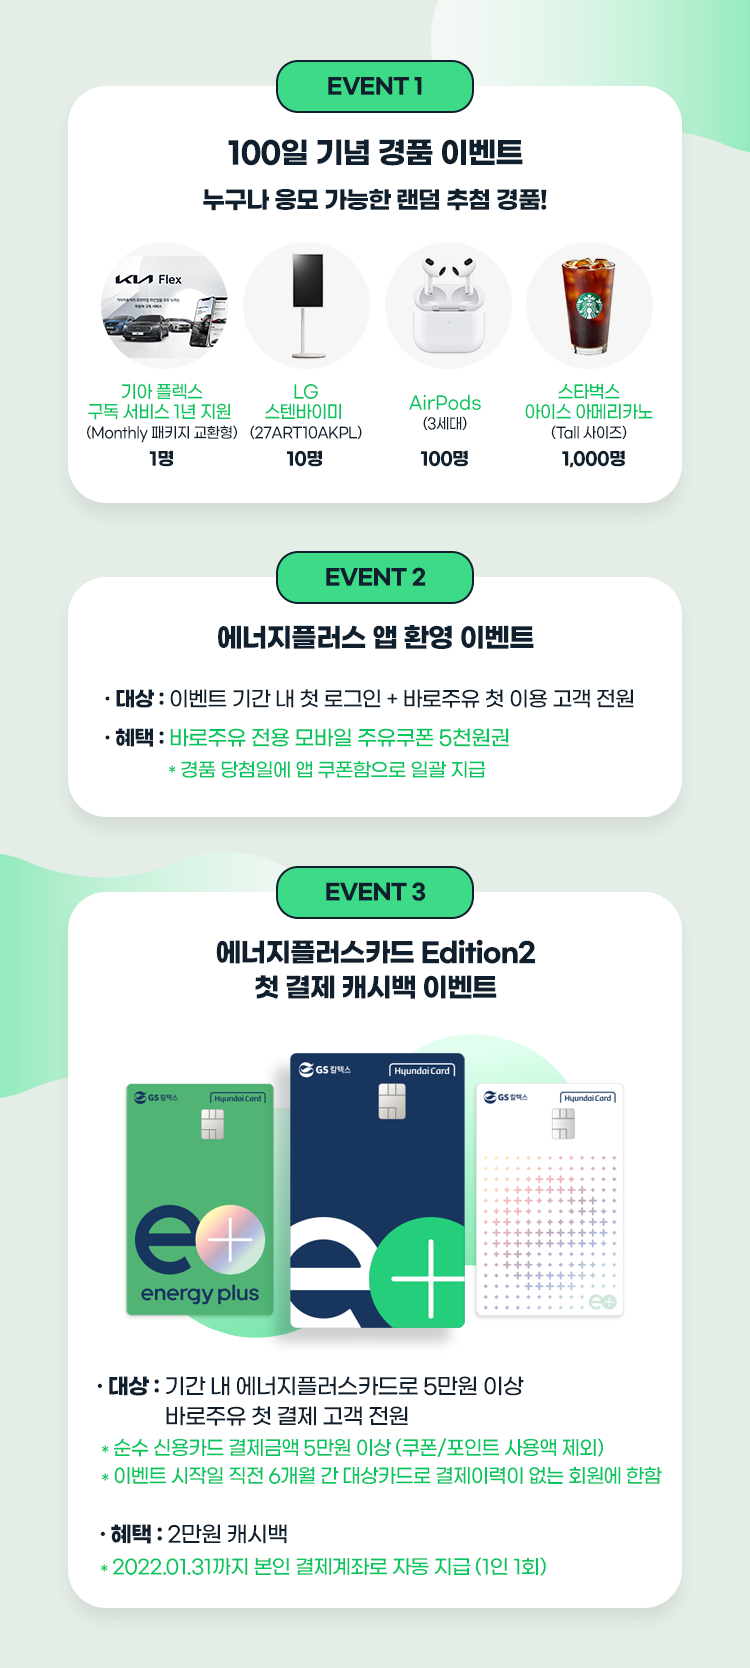 EVENT 1
100일 기념 경품 이벤트
누구나 응모 가능한 랜덤 추첨 경품!
KIA Flex
기아 플렉스
구독 서비스 1년 지원
(Monthly 패키지 교환형)
1명
LG
스텐바이미
(27ART10AKPL)
10명
AirPods
(3세대)
100명
스타벅스
아이스 아메리카노
(Tall 사이즈)
1,000명
EVENT 2
에너지플러스 앱 환영 이벤트
· 대상 : 이벤트 기간 내 첫 로그인 + 바로주유 첫 이용 고객 전원
· 혜택 : 바로주유 전용 모바일 주유쿠폰 5천원권
* 경품 당첨일에 앱 쿠폰함으로 일괄 지급
EVENT 3
에너지플러스카드 Edition2
첫 결제 캐시백 이벤트
GS칼텍스 Hyundai Card
e+
energy plus
GS칼텍스 Hyundai Card
e+
GS칼텍스 Hyundai Card
e+
· 대상 : 기간 내 에너지플러스카드로 5만원 이상
바로주유 첫 결제 고객 전원
* 순수 신용카드 결제금액 5만원 이상 (쿠폰/포인트 사용액 제외)
* 이벤트 시작일 직전 6개월 간 대상카드로 결제이력이 없는 회원에 한함
· 혜택 : 2만원 캐시백
* 2022.01.31까지 본인 결제계좌로 자동 지급 (1인 1회)